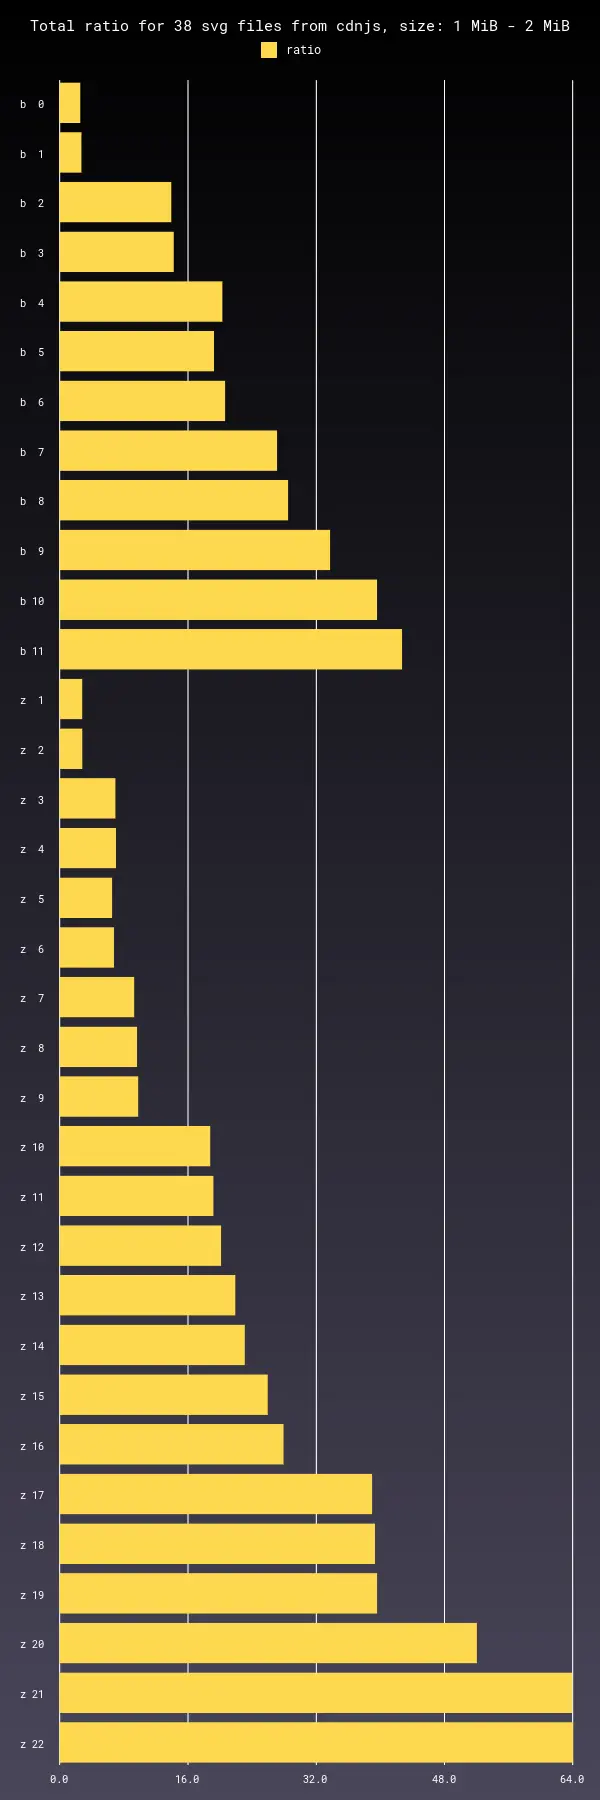 Total ratio for 38 svg files from cdnjs, size: 1 MiB - 2 MiB
ratio
b 0
b 1
b 2
b 3
b 4
b 5
b 6
b 7
b 8
b 9
b 10
b 11
z 1
z 2
z 3
z 4
z 5
z 6
z 7
z 8
z 9
z 10
z 11
z 12
z 13
z 14
z 15
z 16
z 17
z 18
z 19
z 20
z 21
z 22
0.0 16.0 32.0 48.0 64.0